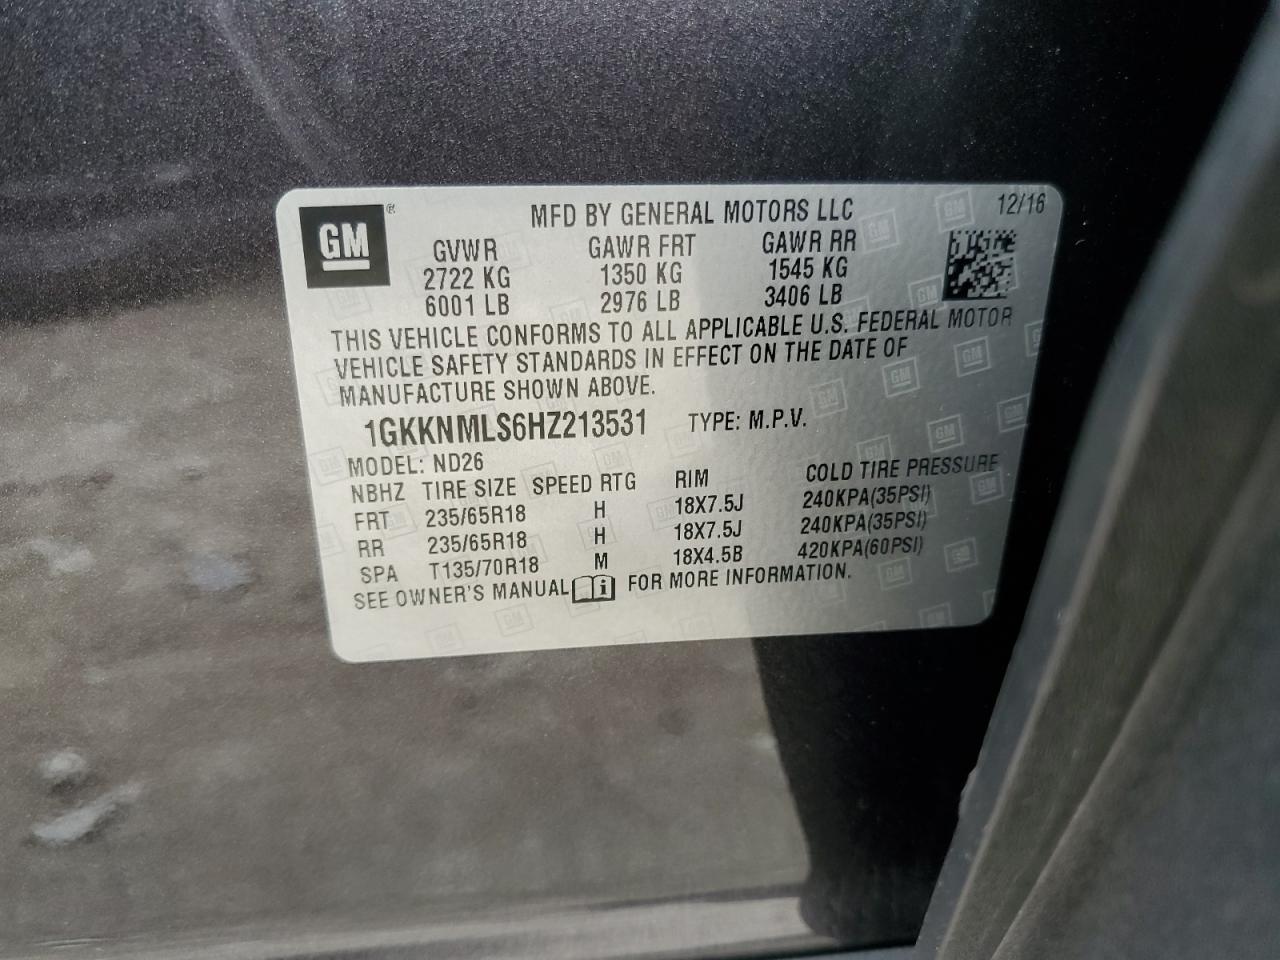 GM ®
MFD BY GENERAL MOTORS LLC 12/16
GVWR GAWR FRT GAWR RR
2722 KG 1350 KG 1545 KG
6001 LB 2976 LB 3406 LB
THIS VEHICLE CONFORMS TO ALL APPLICABLE U.S. FEDERAL MOTOR
VEHICLE SAFETY STANDARDS IN EFFECT ON THE DATE OF
MANUFACTURE SHOWN ABOVE.
1GKKNMLS6HZ213531 TYPE: M.P.V.
MODEL: ND26
NBHZ TIRE SIZE SPEED RTG RIM COLD TIRE PRESSURE
FRT 235/65R18 H 18X7.5J 240KPA(35PSI)
RR 235/65R18 H 18X7.5J 240KPA(35PSI)
SPA T135/70R18 M 18X4.5B 420KPA(60PSI)
SEE OWNER'S MANUAL i FOR MORE INFORMATION.